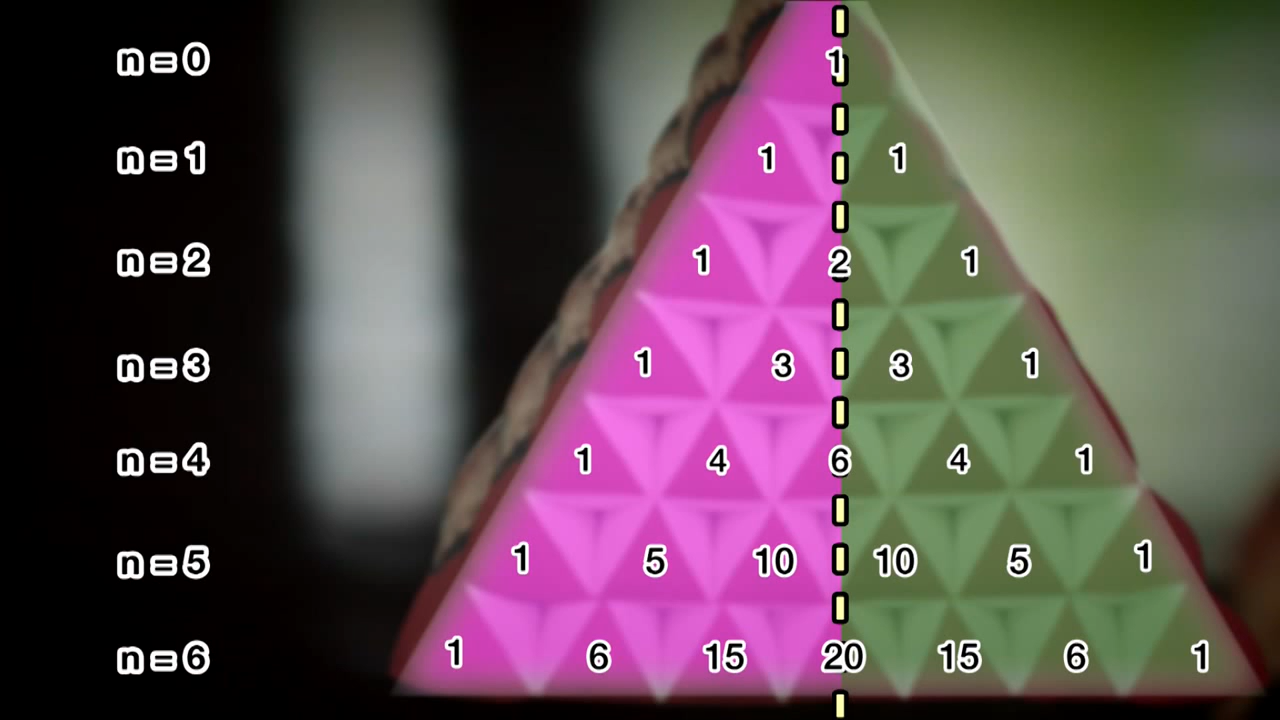 n=0 1
n=1 1 1
n=2 1 2 1
n=3 1 3 3 1
n=4 1 4 6 4 1
n=5 1 5 10 10 5 1
n=6 1 6 15 20 15 6 1